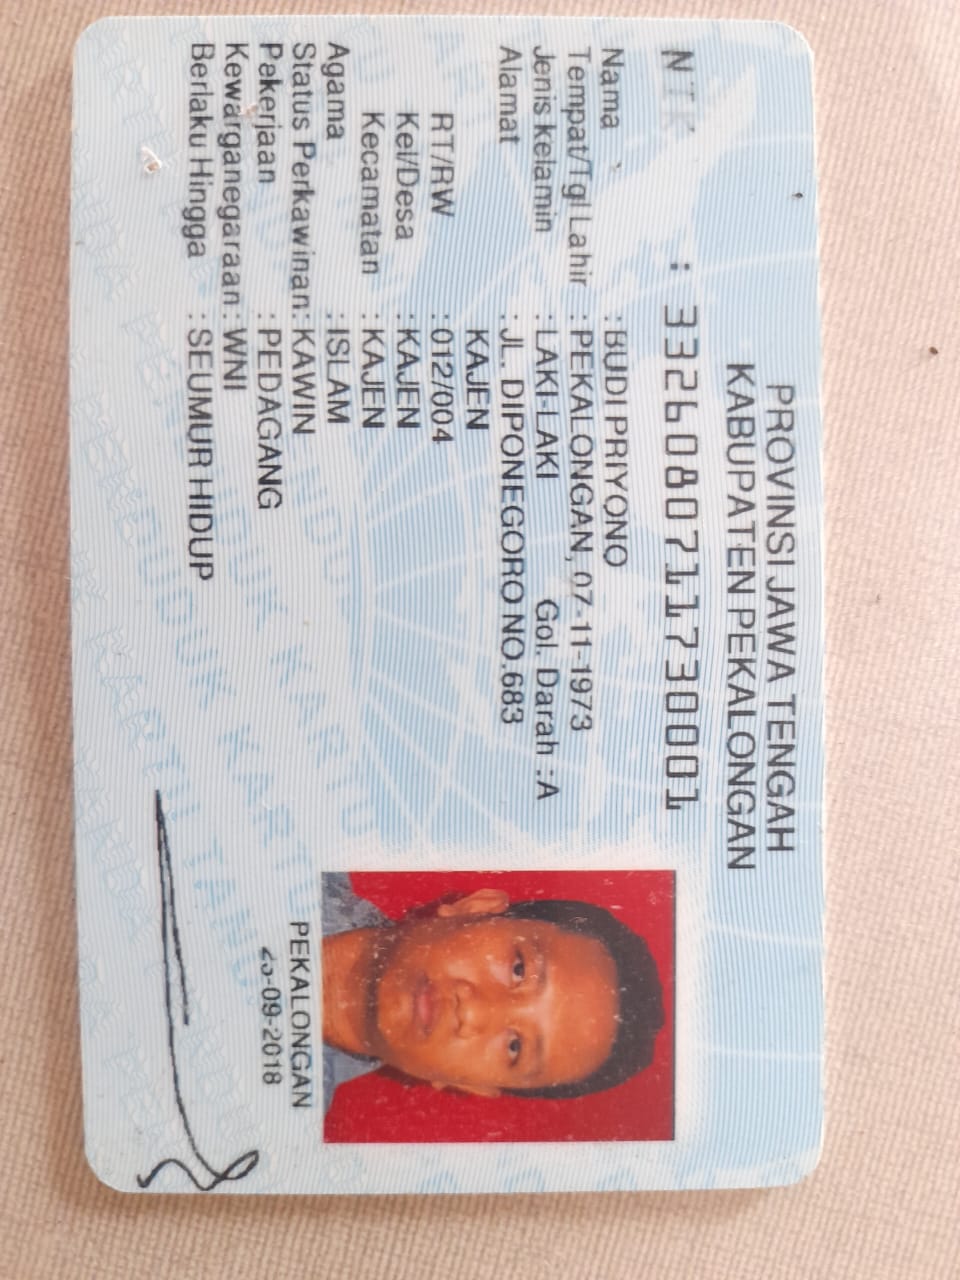 PROVINSI JAWA TENGAH
KABUPATEN PEKALONGAN
NIK : 3326080711730001
Nama : BUDI PRIYONO
Tempat/Tgl Lahir : PEKALONGAN, 07-11-1973
Jenis kelamin : LAKI-LAKI Gol. Darah : A
Alamat : JL. DIPONEGORO NO.683
KAJEN
RT/RW : 012/004
Kel/Desa : KAJEN
Kecamatan : KAJEN
Agama : ISLAM
Status Perkawinan: KAWIN
Pekerjaan : PEDAGANG
Kewarganegaraan: WNI
Berlaku Hingga : SEUMUR HIDUP
PEKALONGAN
-09-2018